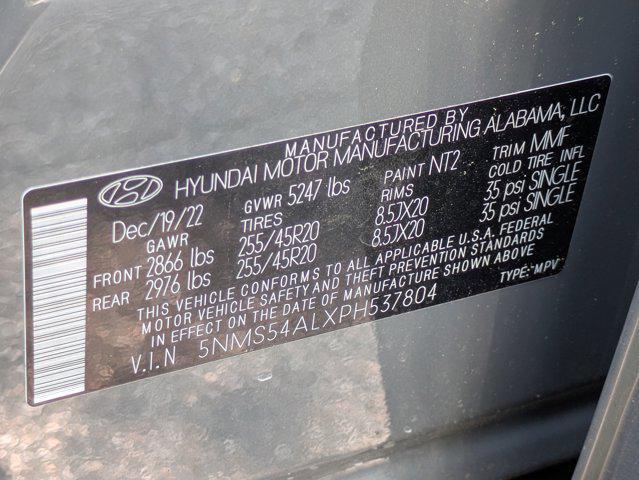 MANUFACTURED BY
HYUNDAI MOTOR MANUFACTURING ALABAMA, LLC
Dec/19/22 GVWR 5247 lbs PAINT NT2 TRIM MMF
GAWR TIRES RIMS COLD TIRE INFL
FRONT 2866 lbs 255/45R20 8.5JX20 35 psi SINGLE
REAR 2976 lbs 255/45R20 8.5JX20 35 psi SINGLE
THIS VEHICLE CONFORMS TO ALL APPLICABLE U.S.A. FEDERAL
MOTOR VEHICLE SAFETY AND THEFT PREVENTION STANDARDS
IN EFFECT ON THE DATE OF MANUFACTURE SHOWN ABOVE
V.I.N 5NMS54ALXPH537804 TYPE:"MPV